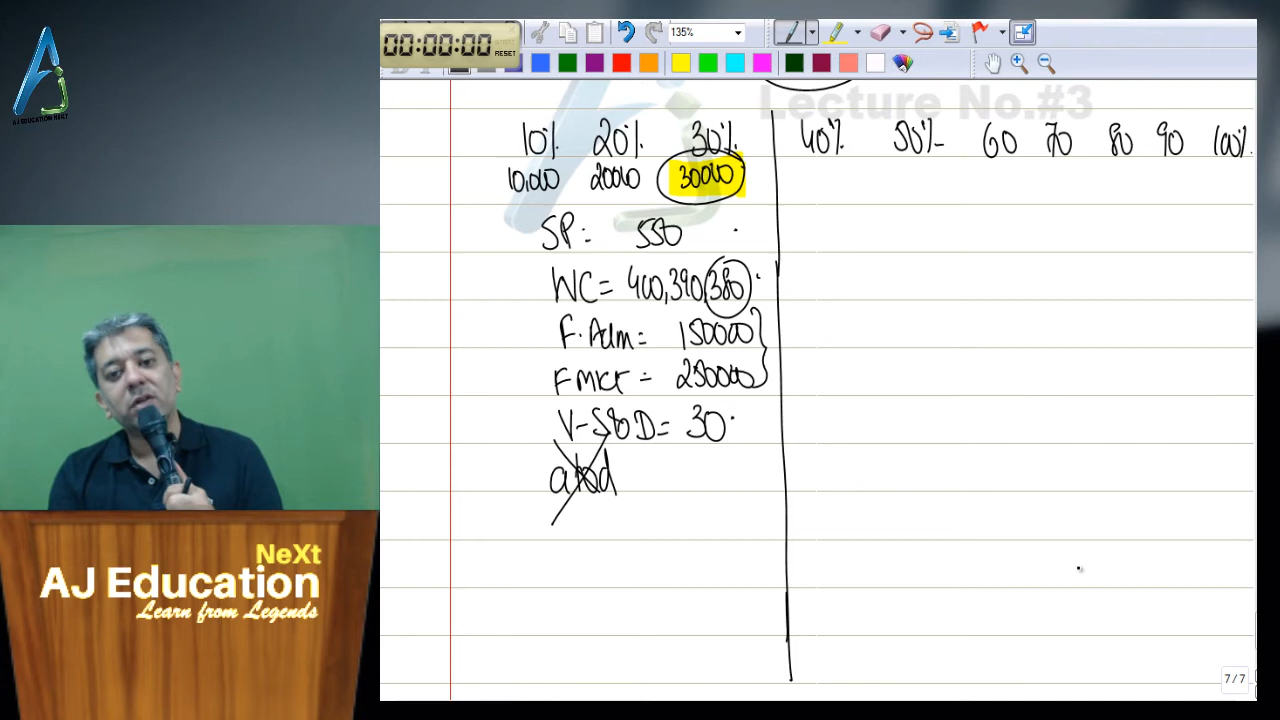 00:00:00
RESET
135%
Lecture No.#3
10% 20% 30% 40% 50% 60 70 80 90 100%
10,000 20000 30000
SP= 550
WC= 400,390,380
F.Adm= 150000
F MKT = 250000
V-S&D= 30
AJ EDUCATION NEXT
NeXt
AJ Education
Learn from Legends
7/7